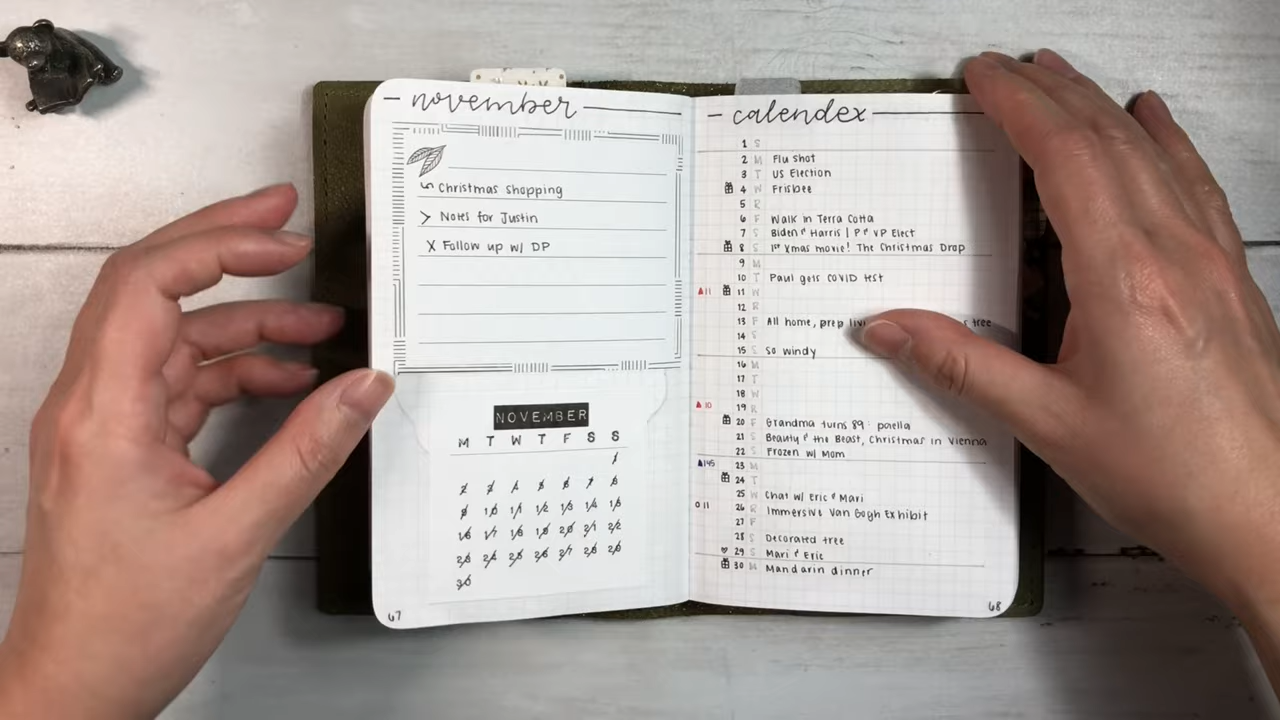 november
Christmas shopping
> Notes for Justin
X Follow up w/ DP
NOVEMBER
M T W T F S S
1
2 3 4 5 6 7 8
9 10 11 12 13 14 15
16 17 18 19 20 21 22
23 24 25 26 27 28 29
30
67
calendex
1 S
2 M Flu shot
3 T US Election
4 W Frisbee
5 R
6 F Walk in Terra Cotta
7 S Biden & Harris | P & VP Elect
8 S 1st Xmas movie! The Christmas Drop
9 M
10 T Paul gets COVID test
11 11 W
12 R
13 F All home, prep tree
14 S
15 S So windy
16 M
17 T
18 W
10 19 R
20 F Grandma turns 89: paella
21 S Beauty & the Beast, Christmas in Vienna
22 S Frozen w/ Mom
145 23 M
24 T
25 W Chat w/ Eric & Mari
11 26 R Immersive Van Gogh Exhibit
27 F
28 S Decorated tree
29 S Mari & Eric
30 M Mandarin dinner
68